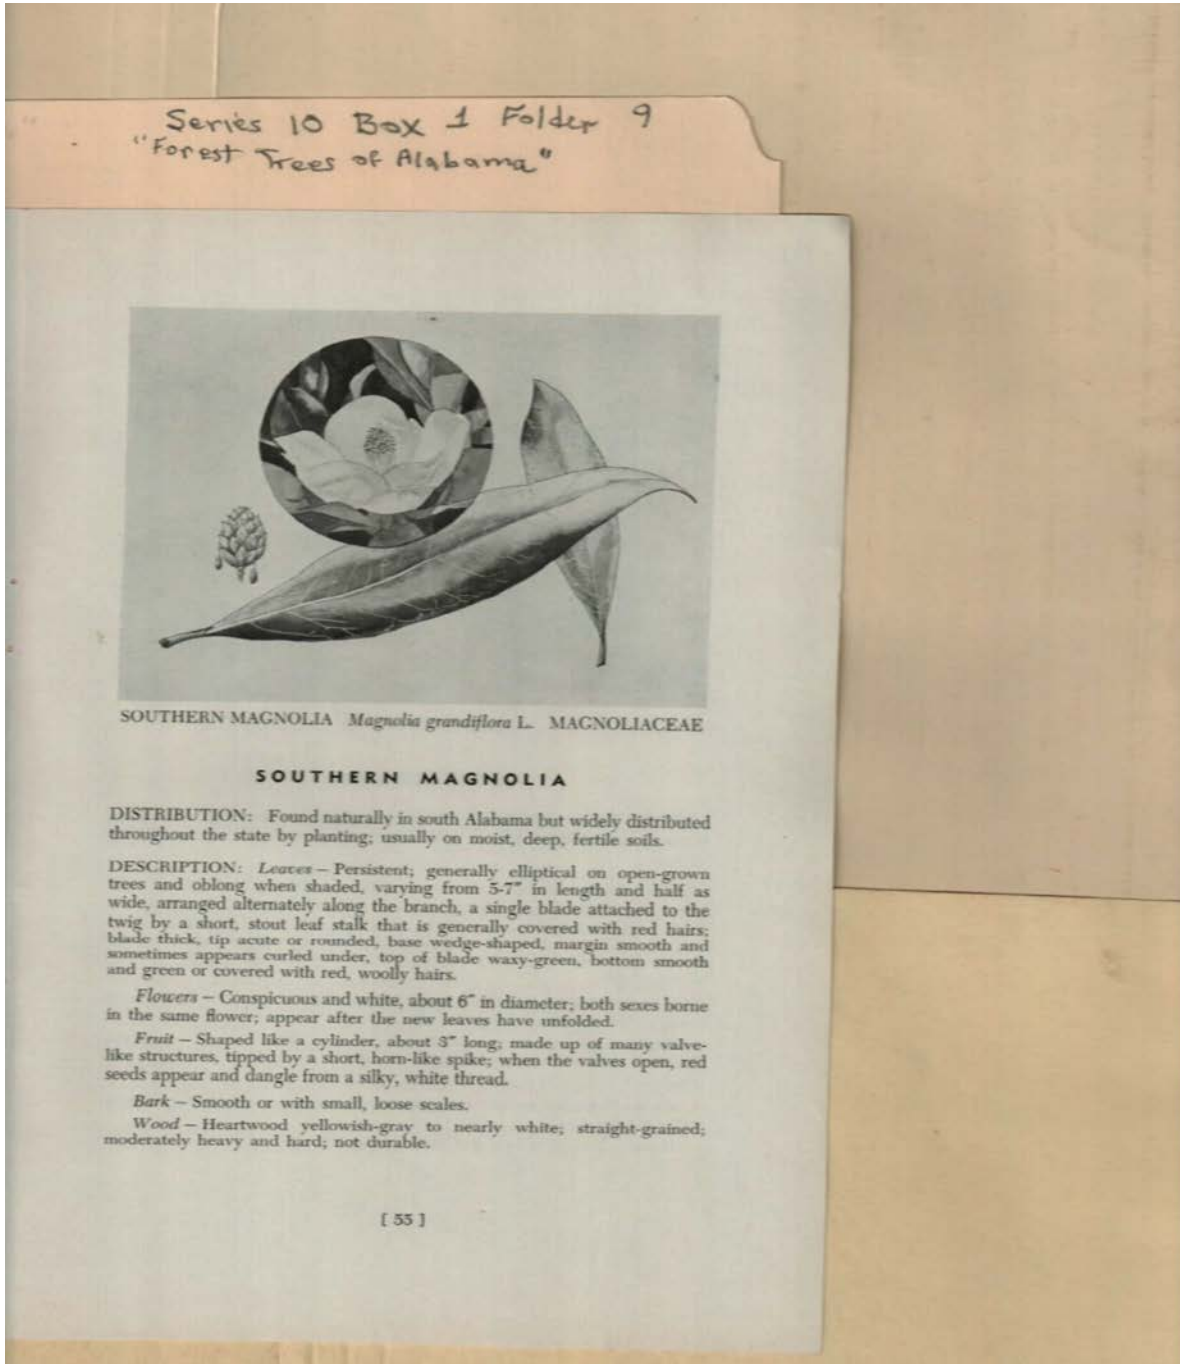 Series 10 Box 1 Folder 9
"Forest Trees of Alabama"
SOUTHERN MAGNOLIA Magnolia grandiflora L. MAGNOLIACEAE
SOUTHERN MAGNOLIA
DISTRIBUTION: Found naturally in south Alabama but widely distributed
throughout the state by planting; usually on moist, deep, fertile soils.
DESCRIPTION: Leaves – Persistent; generally elliptical on open-grown
trees and oblong when shaded, varying from 5-7" in length and half as
wide, arranged alternately along the branch, a single blade attached to the
twig by a short, stout leaf stalk that is generally covered with red hairs;
blade thick, tip acute or rounded, base wedge-shaped, margin smooth and
sometimes appears curled under, top of blade waxy-green, bottom smooth
and green or covered with red, woolly hairs.
Flowers – Conspicuous and white, about 6" in diameter; both sexes borne
in the same flower; appear after the new leaves have unfolded.
Fruit – Shaped like a cylinder, about 3" long; made up of many valve-
like structures, tipped by a short, horn-like spike; when the valves open, red
seeds appear and dangle from a silky, white thread.
Bark – Smooth or with small, loose scales.
Wood – Heartwood yellowish-gray to nearly white; straight-grained;
moderately heavy and hard; not durable.
[ 55 ]